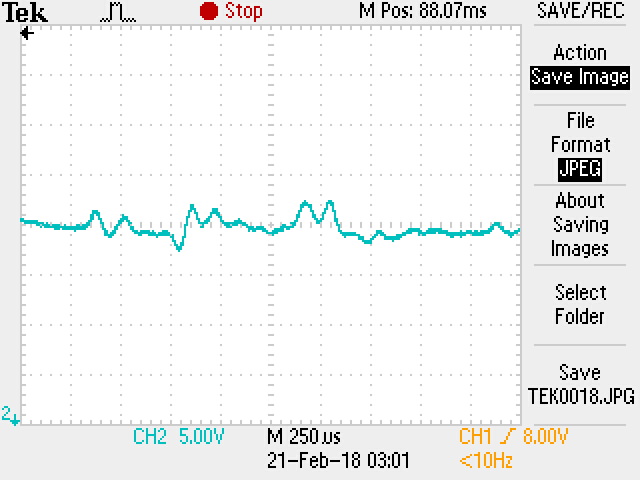 Tek
Stop
M Pos: 88.07ms
SAVE/REC
Action
Save Image
File
Format
JPEG
About
Saving
Images
Select
Folder
Save
TEK0018.JPG
2
CH2 5.00V
M 250µs
CH1 8.00V
21-Feb-18 03:01
<10Hz